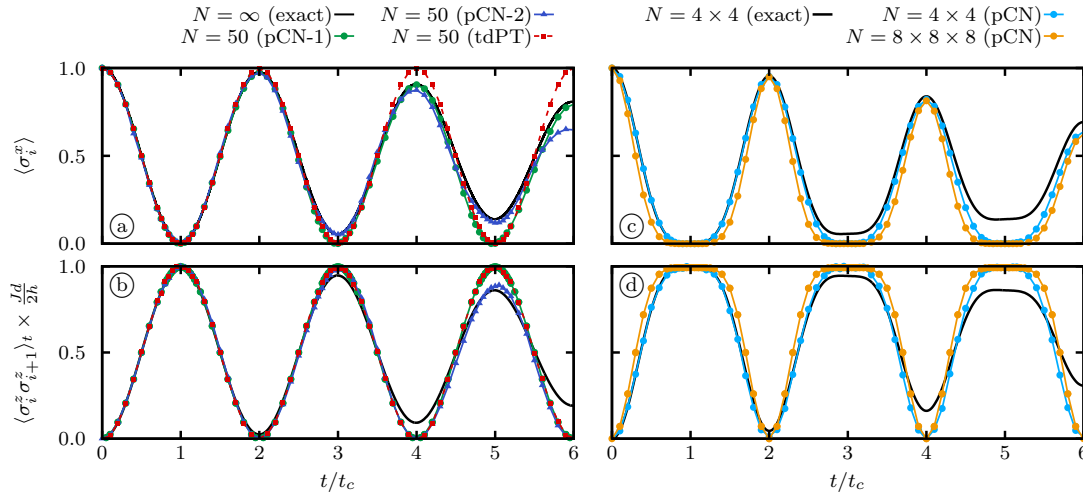 N = ∞ (exact)
N = 50 (pCN-1)
N = 50 (pCN-2)
N = 50 (tdPT)
N = 4 × 4 (exact)
N = 4 × 4 (pCN)
N = 8 × 8 × 8 (pCN)
⟨σ_i^x⟩
1.0
0.5
0.0
a
c
⟨σ_i^z σ_{i+1}^z⟩_t × Jd/2h
1.0
0.5
0.0
b
d
0 1 2 3 4 5 6
0 1 2 3 4 5 6
t/t_c
t/t_c